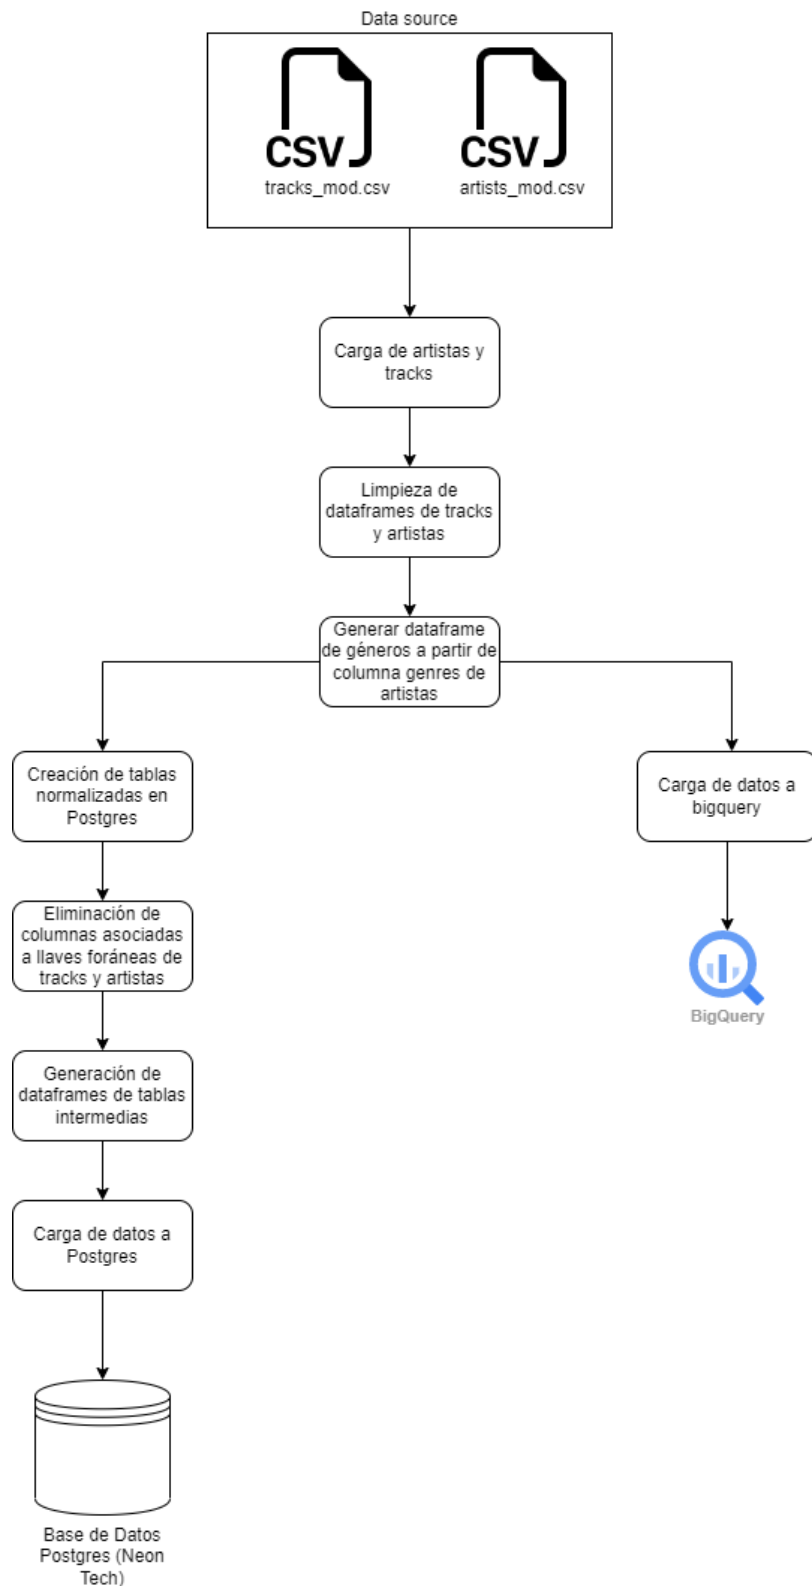 Data source
CSV
CSV
tracks_mod.csv
artists_mod.csv
Carga de artistas y
tracks
Limpieza de
dataframes de tracks
y artistas
Generar dataframe
de géneros a partir de
columna genres de
artistas
Creación de tablas
normalizadas en
Postgres
Carga de datos a
bigquery
Eliminación de
columnas asociadas
a llaves foráneas de
tracks y artistas
BigQuery
Generación de
dataframes de tablas
intermedias
Carga de datos a
Postgres
Base de Datos
Postgres (Neon
Tech)